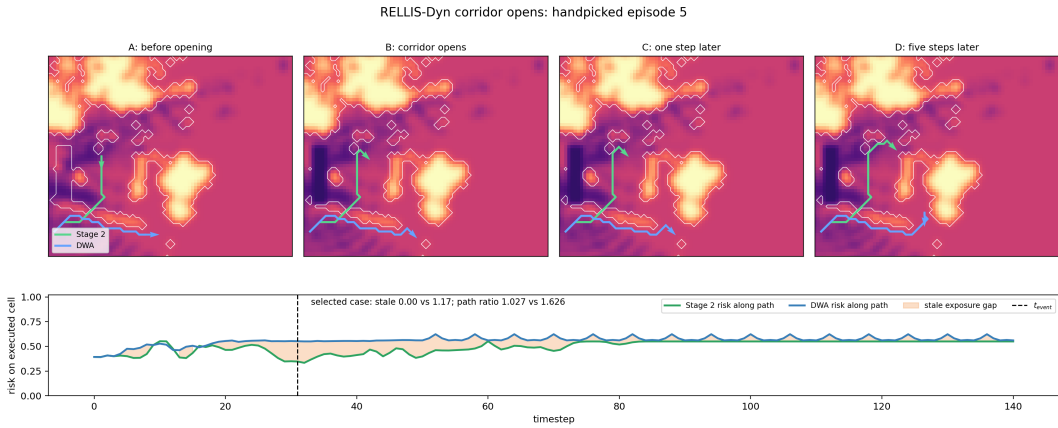 RELLIS-Dyn corridor opens: handpicked episode 5
A: before opening
B: corridor opens
C: one step later
D: five steps later
Stage 2
DWA
selected case: stale 0.00 vs 1.17; path ratio 1.027 vs 1.626
Stage 2 risk along path
DWA risk along path
stale exposure gap
t_event
risk on executed cell
1.00
0.75
0.50
0.25
0.00
0
20
40
60
80
100
120
140
timestep